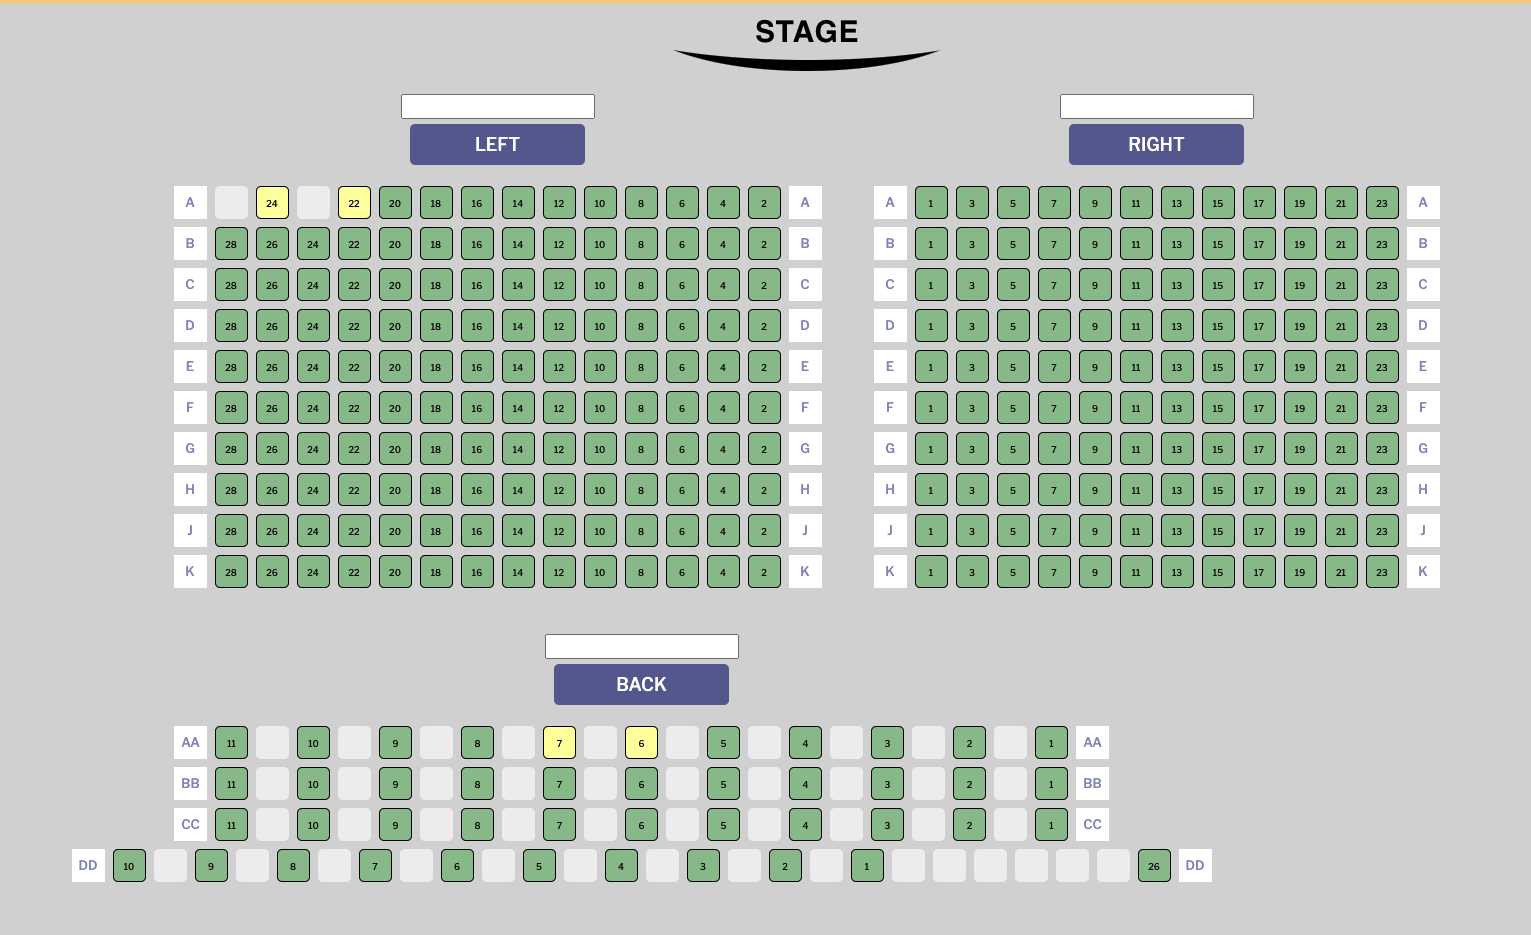 STAGE
LEFT
RIGHT
A 24 22 20 18 16 14 12 10 8 6 4 2 A A 1 3 5 7 9 11 13 15 17 19 21 23 A
B 28 26 24 22 20 18 16 14 12 10 8 6 4 2 B B 1 3 5 7 9 11 13 15 17 19 21 23 B
C 28 26 24 22 20 18 16 14 12 10 8 6 4 2 C C 1 3 5 7 9 11 13 15 17 19 21 23 C
D 28 26 24 22 20 18 16 14 12 10 8 6 4 2 D D 1 3 5 7 9 11 13 15 17 19 21 23 D
E 28 26 24 22 20 18 16 14 12 10 8 6 4 2 E E 1 3 5 7 9 11 13 15 17 19 21 23 E
F 28 26 24 22 20 18 16 14 12 10 8 6 4 2 F F 1 3 5 7 9 11 13 15 17 19 21 23 F
G 28 26 24 22 20 18 16 14 12 10 8 6 4 2 G G 1 3 5 7 9 11 13 15 17 19 21 23 G
H 28 26 24 22 20 18 16 14 12 10 8 6 4 2 H H 1 3 5 7 9 11 13 15 17 19 21 23 H
J 28 26 24 22 20 18 16 14 12 10 8 6 4 2 J J 1 3 5 7 9 11 13 15 17 19 21 23 J
K 28 26 24 22 20 18 16 14 12 10 8 6 4 2 K K 1 3 5 7 9 11 13 15 17 19 21 23 K
BACK
AA 11 10 9 8 7 6 5 4 3 2 1 AA
BB 11 10 9 8 7 6 5 4 3 2 1 BB
CC 11 10 9 8 7 6 5 4 3 2 1 CC
DD 10 9 8 7 6 5 4 3 2 1 26 DD